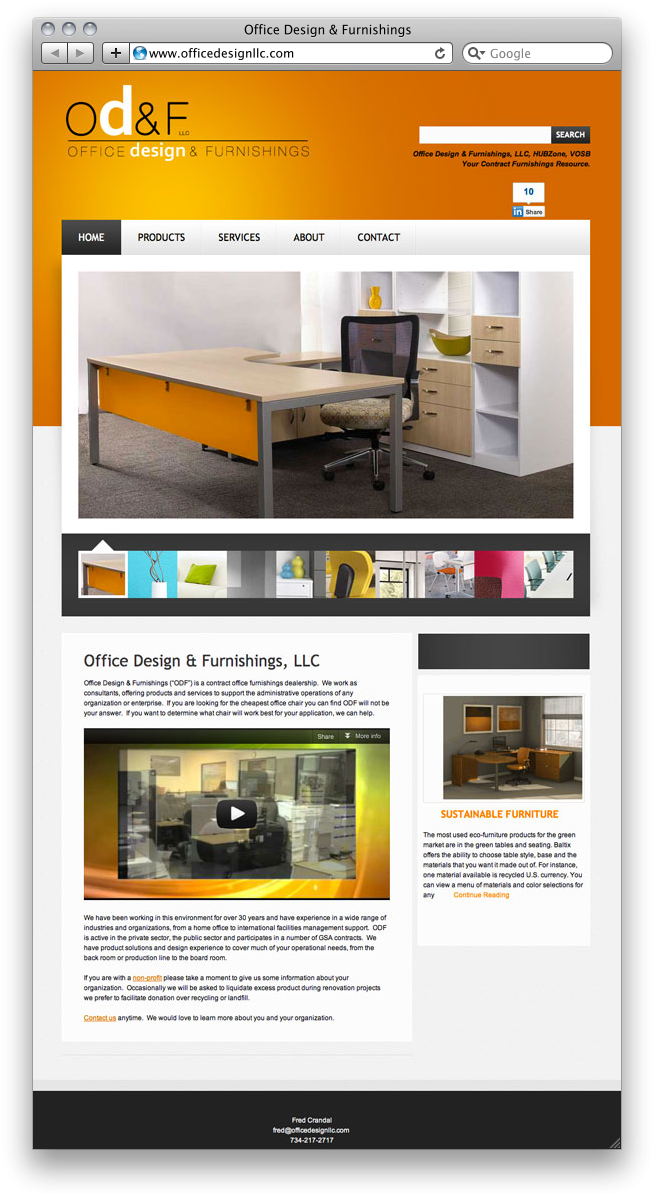 Office Design & Furnishings
www.officedesignllc.com
Google
Od&F LLC
OFFICE design & FURNISHINGS
SEARCH
Office Design & Furnishings, LLC, HUBZone, VOSB
Your Contract Furnishings Resource.
10
in Share
HOME PRODUCTS SERVICES ABOUT CONTACT
Office Design & Furnishings, LLC
Office Design & Furnishings ("ODF") is a contract office furnishings dealership. We work as
consultants, offering products and services to support the administrative operations of any
organization or enterprise. If you are looking for the cheapest office chair you can find ODF will not be
your answer. If you want to determine what chair will work best for your application, we can help.
Share More info
We have been working in this environment for over 30 years and have experience in a wide range of
industries and organizations, from a home office to international facilities management support. ODF
is active in the private sector, the public sector and participates in a number of GSA contracts. We
have product solutions and design experience to cover much of your operational needs, from the
back room or production line to the board room.
If you are with a non-profit please take a moment to give us some information about your
organization. Occasionally we will be asked to liquidate excess product during renovation projects
we prefer to facilitate donation over recycling or landfill.
Contact us anytime. We would love to learn more about you and your organization.
SUSTAINABLE FURNITURE
The most used eco-furniture products for the green
market are in the green tables and seating. Baltix
offers the ability to choose table style, base and the
materials that you want it made out of. For instance,
one material available is recycled U.S. currency. You
can view a menu of materials and color selections for
any Continue Reading
Fred Crandal
fred@officedesignllc.com
734-217-2717